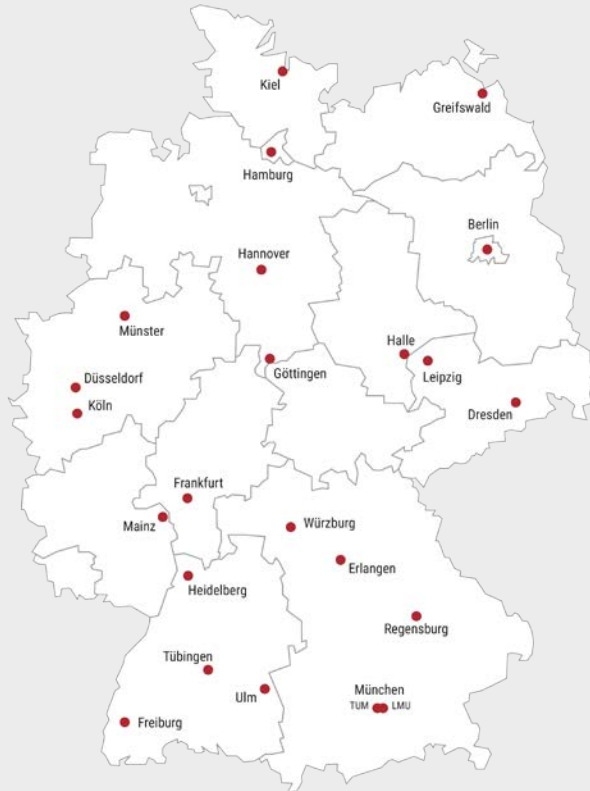 Kiel
Greifswald
Hamburg
Berlin
Hannover
Münster
Halle
Göttingen
Leipzig
Düsseldorf
Köln
Dresden
Frankfurt
Mainz
Würzburg
Erlangen
Heidelberg
Regensburg
Tübingen
Ulm
München
TUM LMU
Freiburg